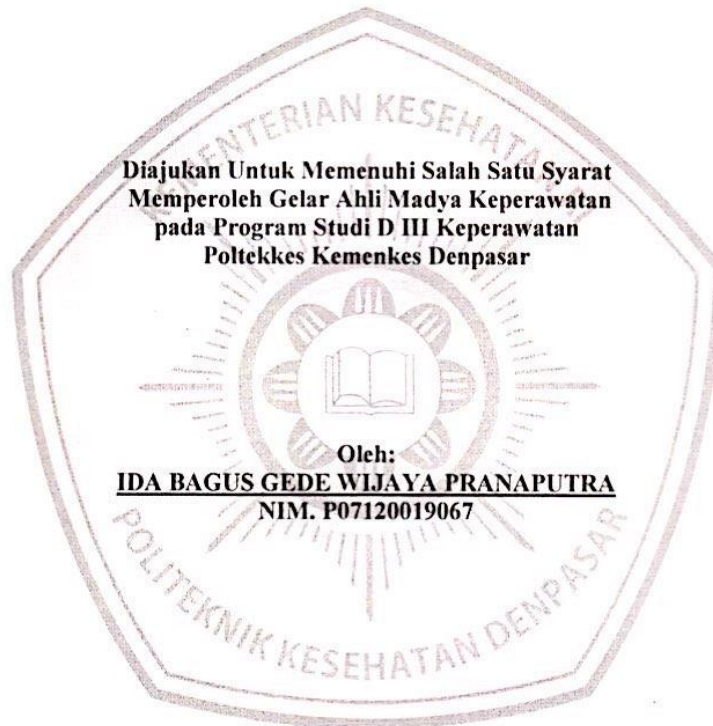 KEMENTERIAN KESEHATAN RI
Diajukan Untuk Memenuhi Salah Satu Syarat
Memperoleh Gelar Ahli Madya Keperawatan
pada Program Studi D III Keperawatan
Poltekkes Kemenkes Denpasar
Oleh:
IDA BAGUS GEDE WIJAYA PRANAPUTRA
NIM. P07120019067
POLITEKNIK KESEHATAN DENPASAR